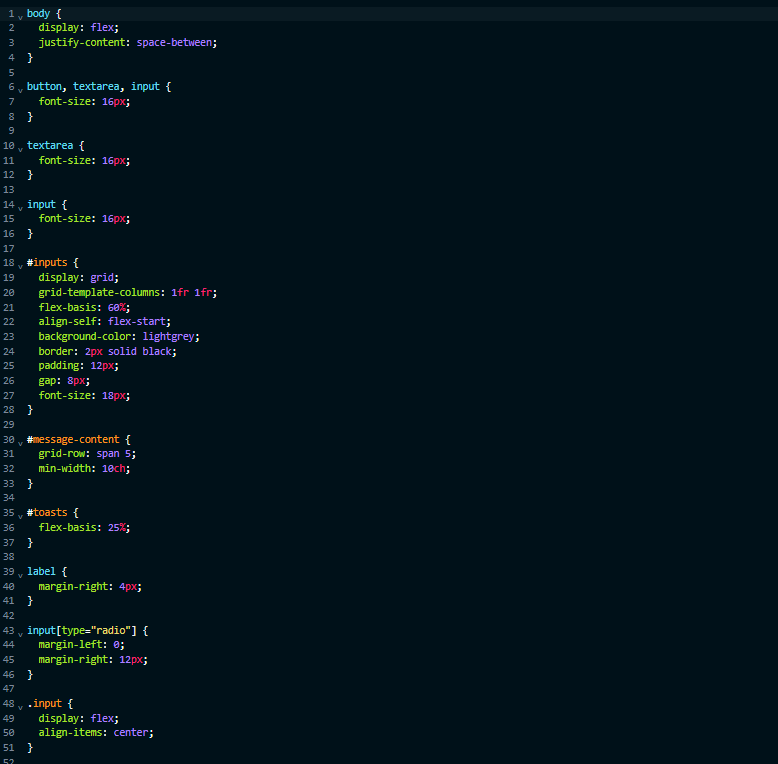 1 body {
2   display: flex;
3   justify-content: space-between;
4 }
5
6 button, textarea, input {
7   font-size: 16px;
8 }
9
10 textarea {
11   font-size: 16px;
12 }
13
14 input {
15   font-size: 16px;
16 }
17
18 #inputs {
19   display: grid;
20   grid-template-columns: 1fr 1fr;
21   flex-basis: 60%;
22   align-self: flex-start;
23   background-color: lightgrey;
24   border: 2px solid black;
25   padding: 12px;
26   gap: 8px;
27   font-size: 18px;
28 }
29
30 #message-content {
31   grid-row: span 5;
32   min-width: 10ch;
33 }
34
35 #toasts {
36   flex-basis: 25%;
37 }
38
39 label {
40   margin-right: 4px;
41 }
42
43 input[type="radio"] {
44   margin-left: 0;
45   margin-right: 12px;
46 }
47
48 .input {
49   display: flex;
50   align-items: center;
51 }
52